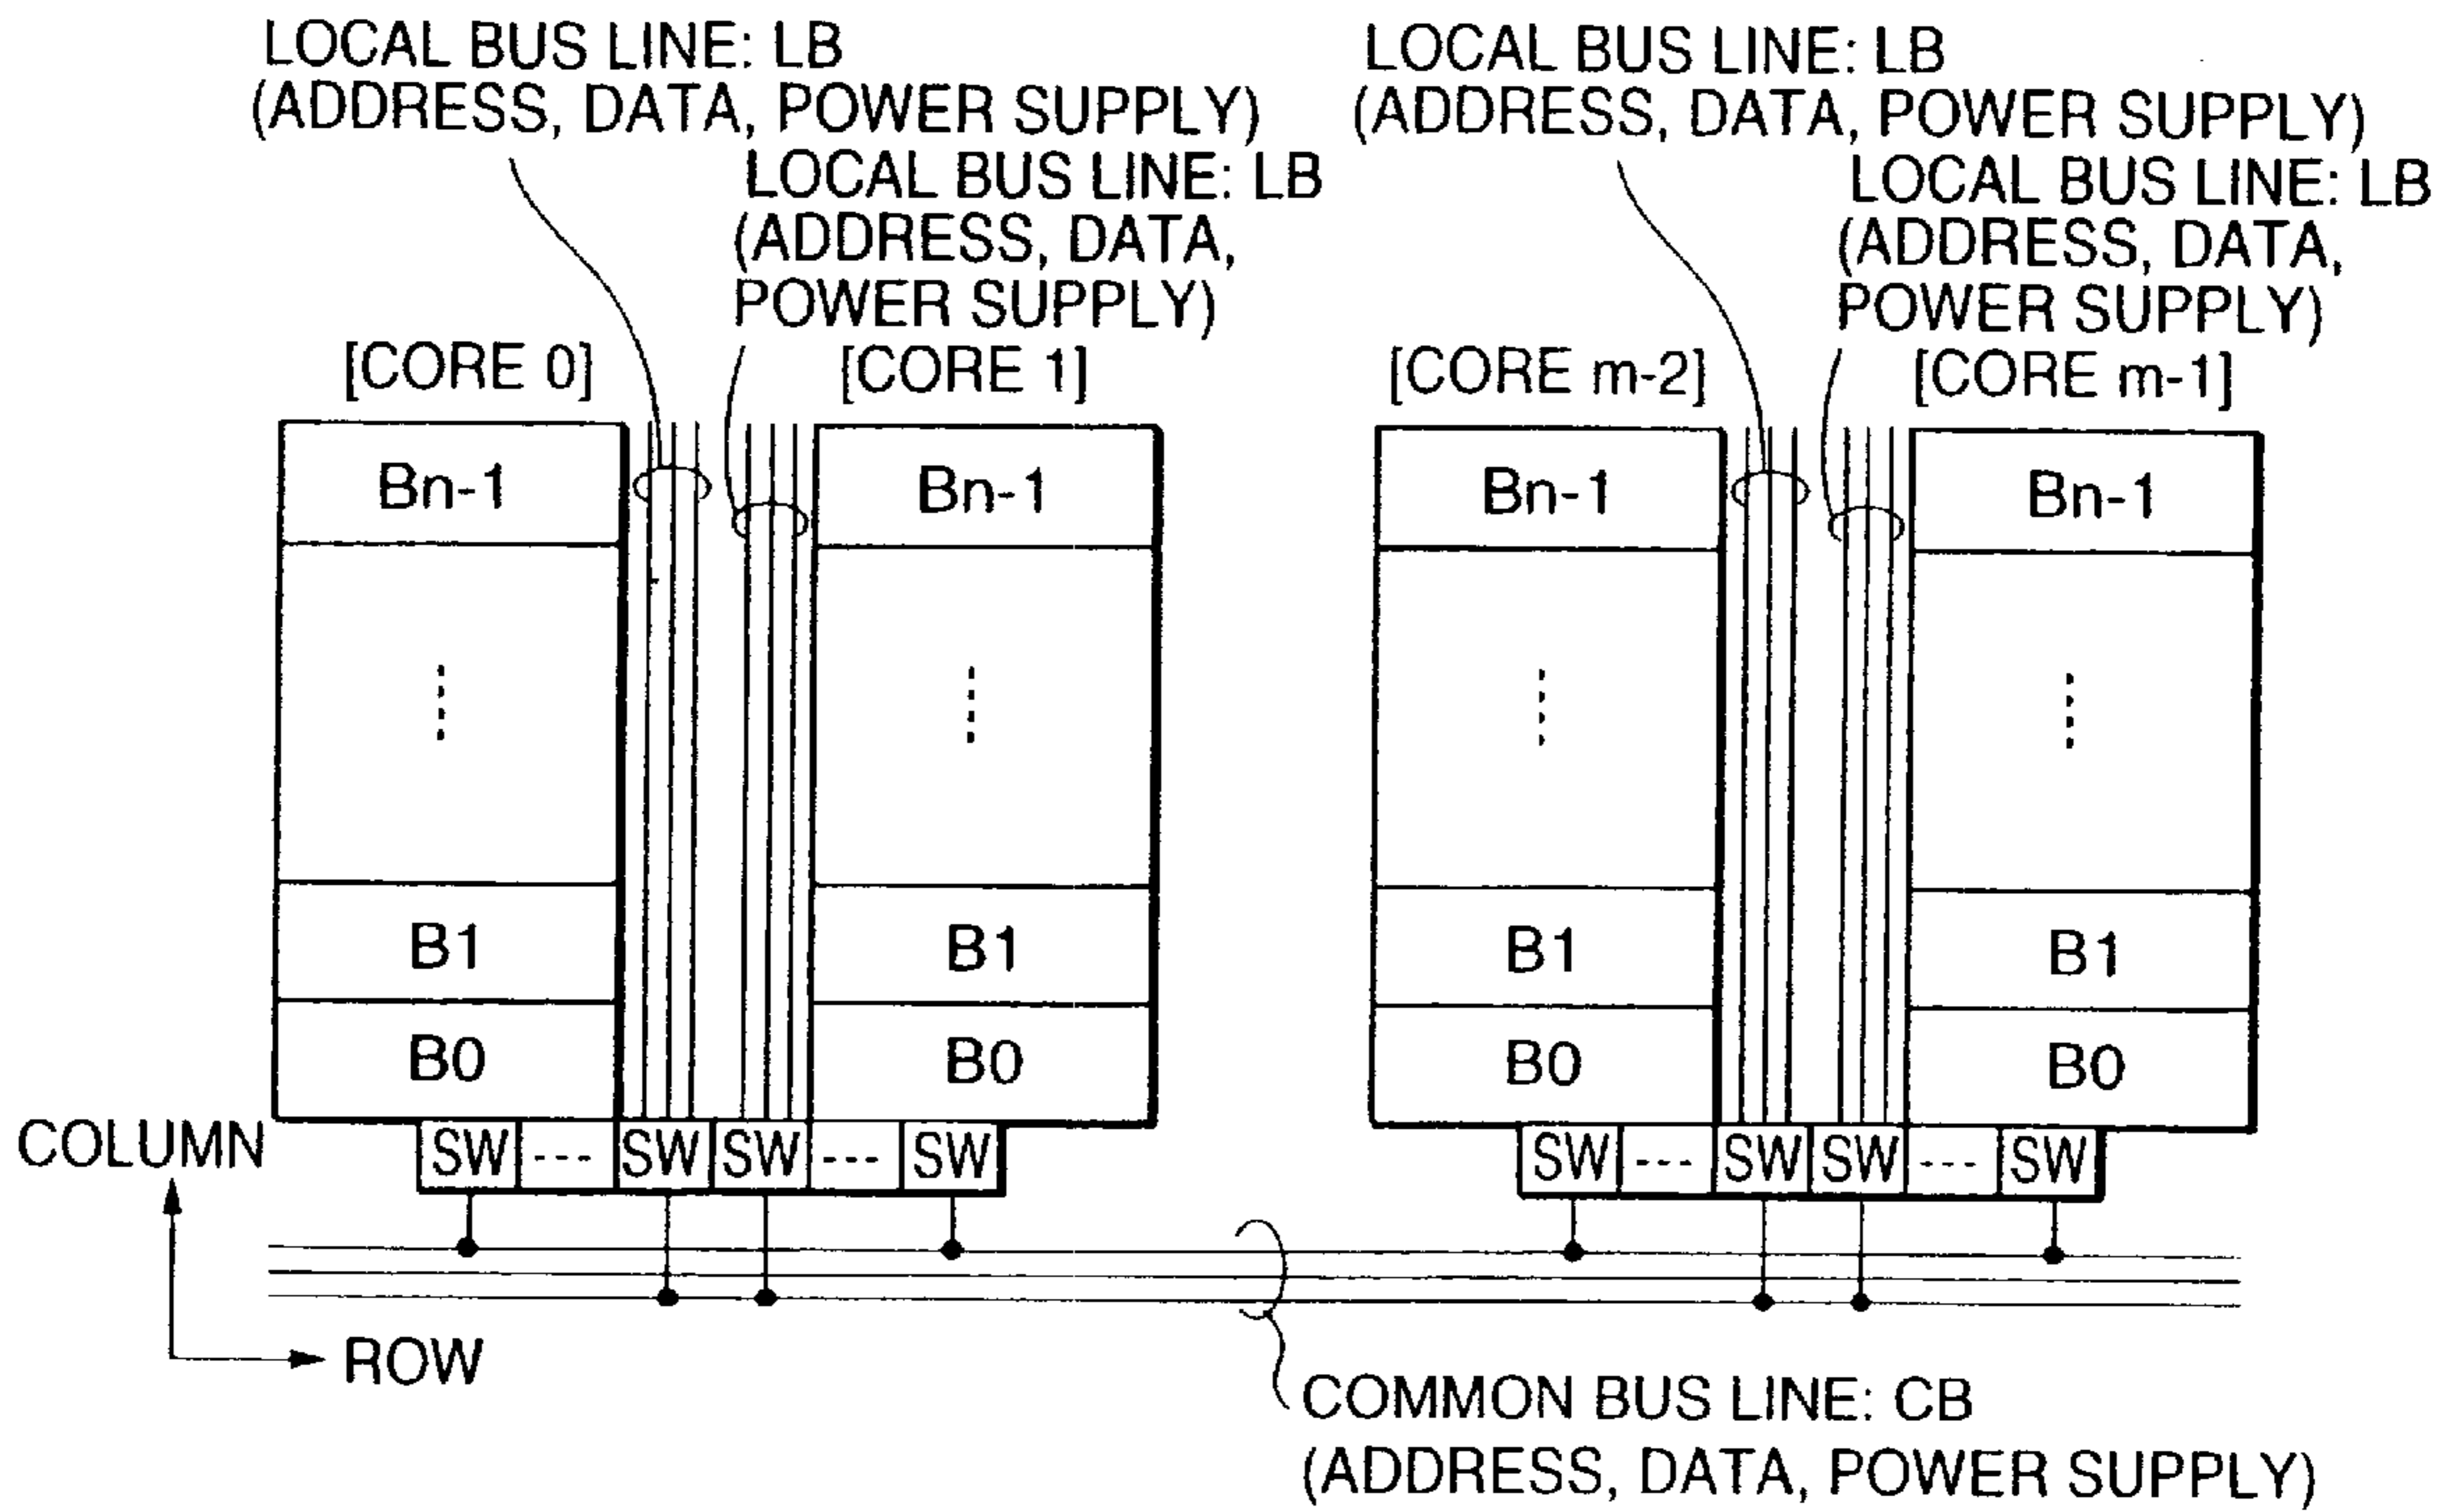 LOCAL BUS LINE: LB
(ADDRESS, DATA, POWER SUPPLY)
LOCAL BUS LINE: LB
(ADDRESS, DATA,
POWER SUPPLY)
LOCAL BUS LINE: LB
(ADDRESS, DATA, POWER SUPPLY)
LOCAL BUS LINE: LB
(ADDRESS, DATA,
POWER SUPPLY)
[CORE 0]
[CORE 1]
[CORE m-2]
[CORE m-1]
Bn-1
Bn-1
Bn-1
Bn-1
B1
B1
B1
B1
B0
B0
B0
B0
COLUMN
SW --- SW SW --- SW
SW --- SW SW --- SW
ROW
COMMON BUS LINE: CB
(ADDRESS, DATA, POWER SUPPLY)